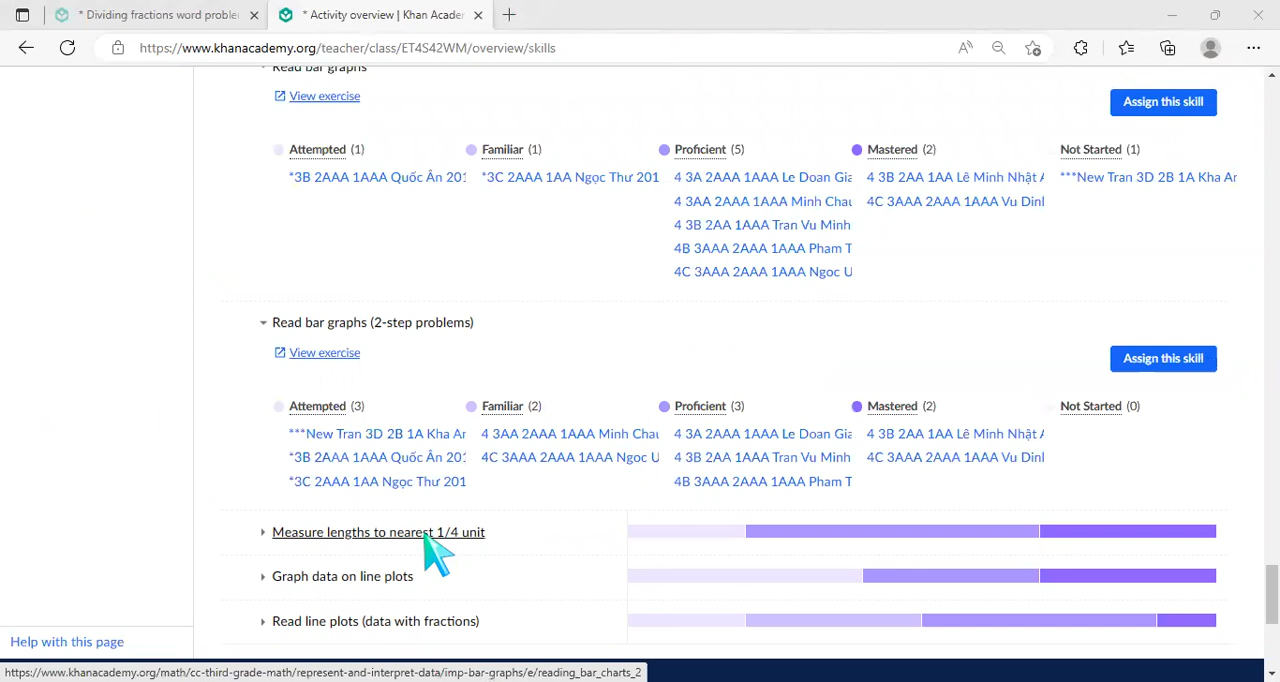 * Dividing fractions word proble
* Activity overview | Khan Acader
https://www.khanacademy.org/teacher/class/ET4S42WM/overview/skills
Read bar graphs
View exercise
Assign this skill
Attempted (1)
Familiar (1)
Proficient (5)
Mastered (2)
Not Started (1)
*3B 2AAA 1AAA Quốc Ân 201
*3C 2AAA 1AA Ngọc Thư 201
4 3A 2AAA 1AAA Le Doan Gia
4 3B 2AA 1AA Lê Minh Nhật A
***New Tran 3D 2B 1A Kha An
4 3AA 2AAA 1AAA Minh Chau
4C 3AAA 2AAA 1AAA Vu Dinh
4 3B 2AA 1AAA Tran Vu Minh
4B 3AAA 2AAA 1AAA Pham T
4C 3AAA 2AAA 1AAA Ngoc U
Read bar graphs (2-step problems)
View exercise
Assign this skill
Attempted (3)
Familiar (2)
Proficient (3)
Mastered (2)
Not Started (0)
***New Tran 3D 2B 1A Kha An
4 3AA 2AAA 1AAA Minh Chau
4 3A 2AAA 1AAA Le Doan Gia
4 3B 2AA 1AA Lê Minh Nhật A
*3B 2AAA 1AAA Quốc Ân 201
4C 3AAA 2AAA 1AAA Ngoc U
4 3B 2AA 1AAA Tran Vu Minh
4C 3AAA 2AAA 1AAA Vu Dinh
*3C 2AAA 1AA Ngọc Thư 201
4B 3AAA 2AAA 1AAA Pham T
Measure lengths to nearest 1/4 unit
Graph data on line plots
Read line plots (data with fractions)
Help with this page
https://www.khanacademy.org/math/cc-third-grade-math/represent-and-interpret-data/imp-bar-graphs/e/reading_bar_charts_2